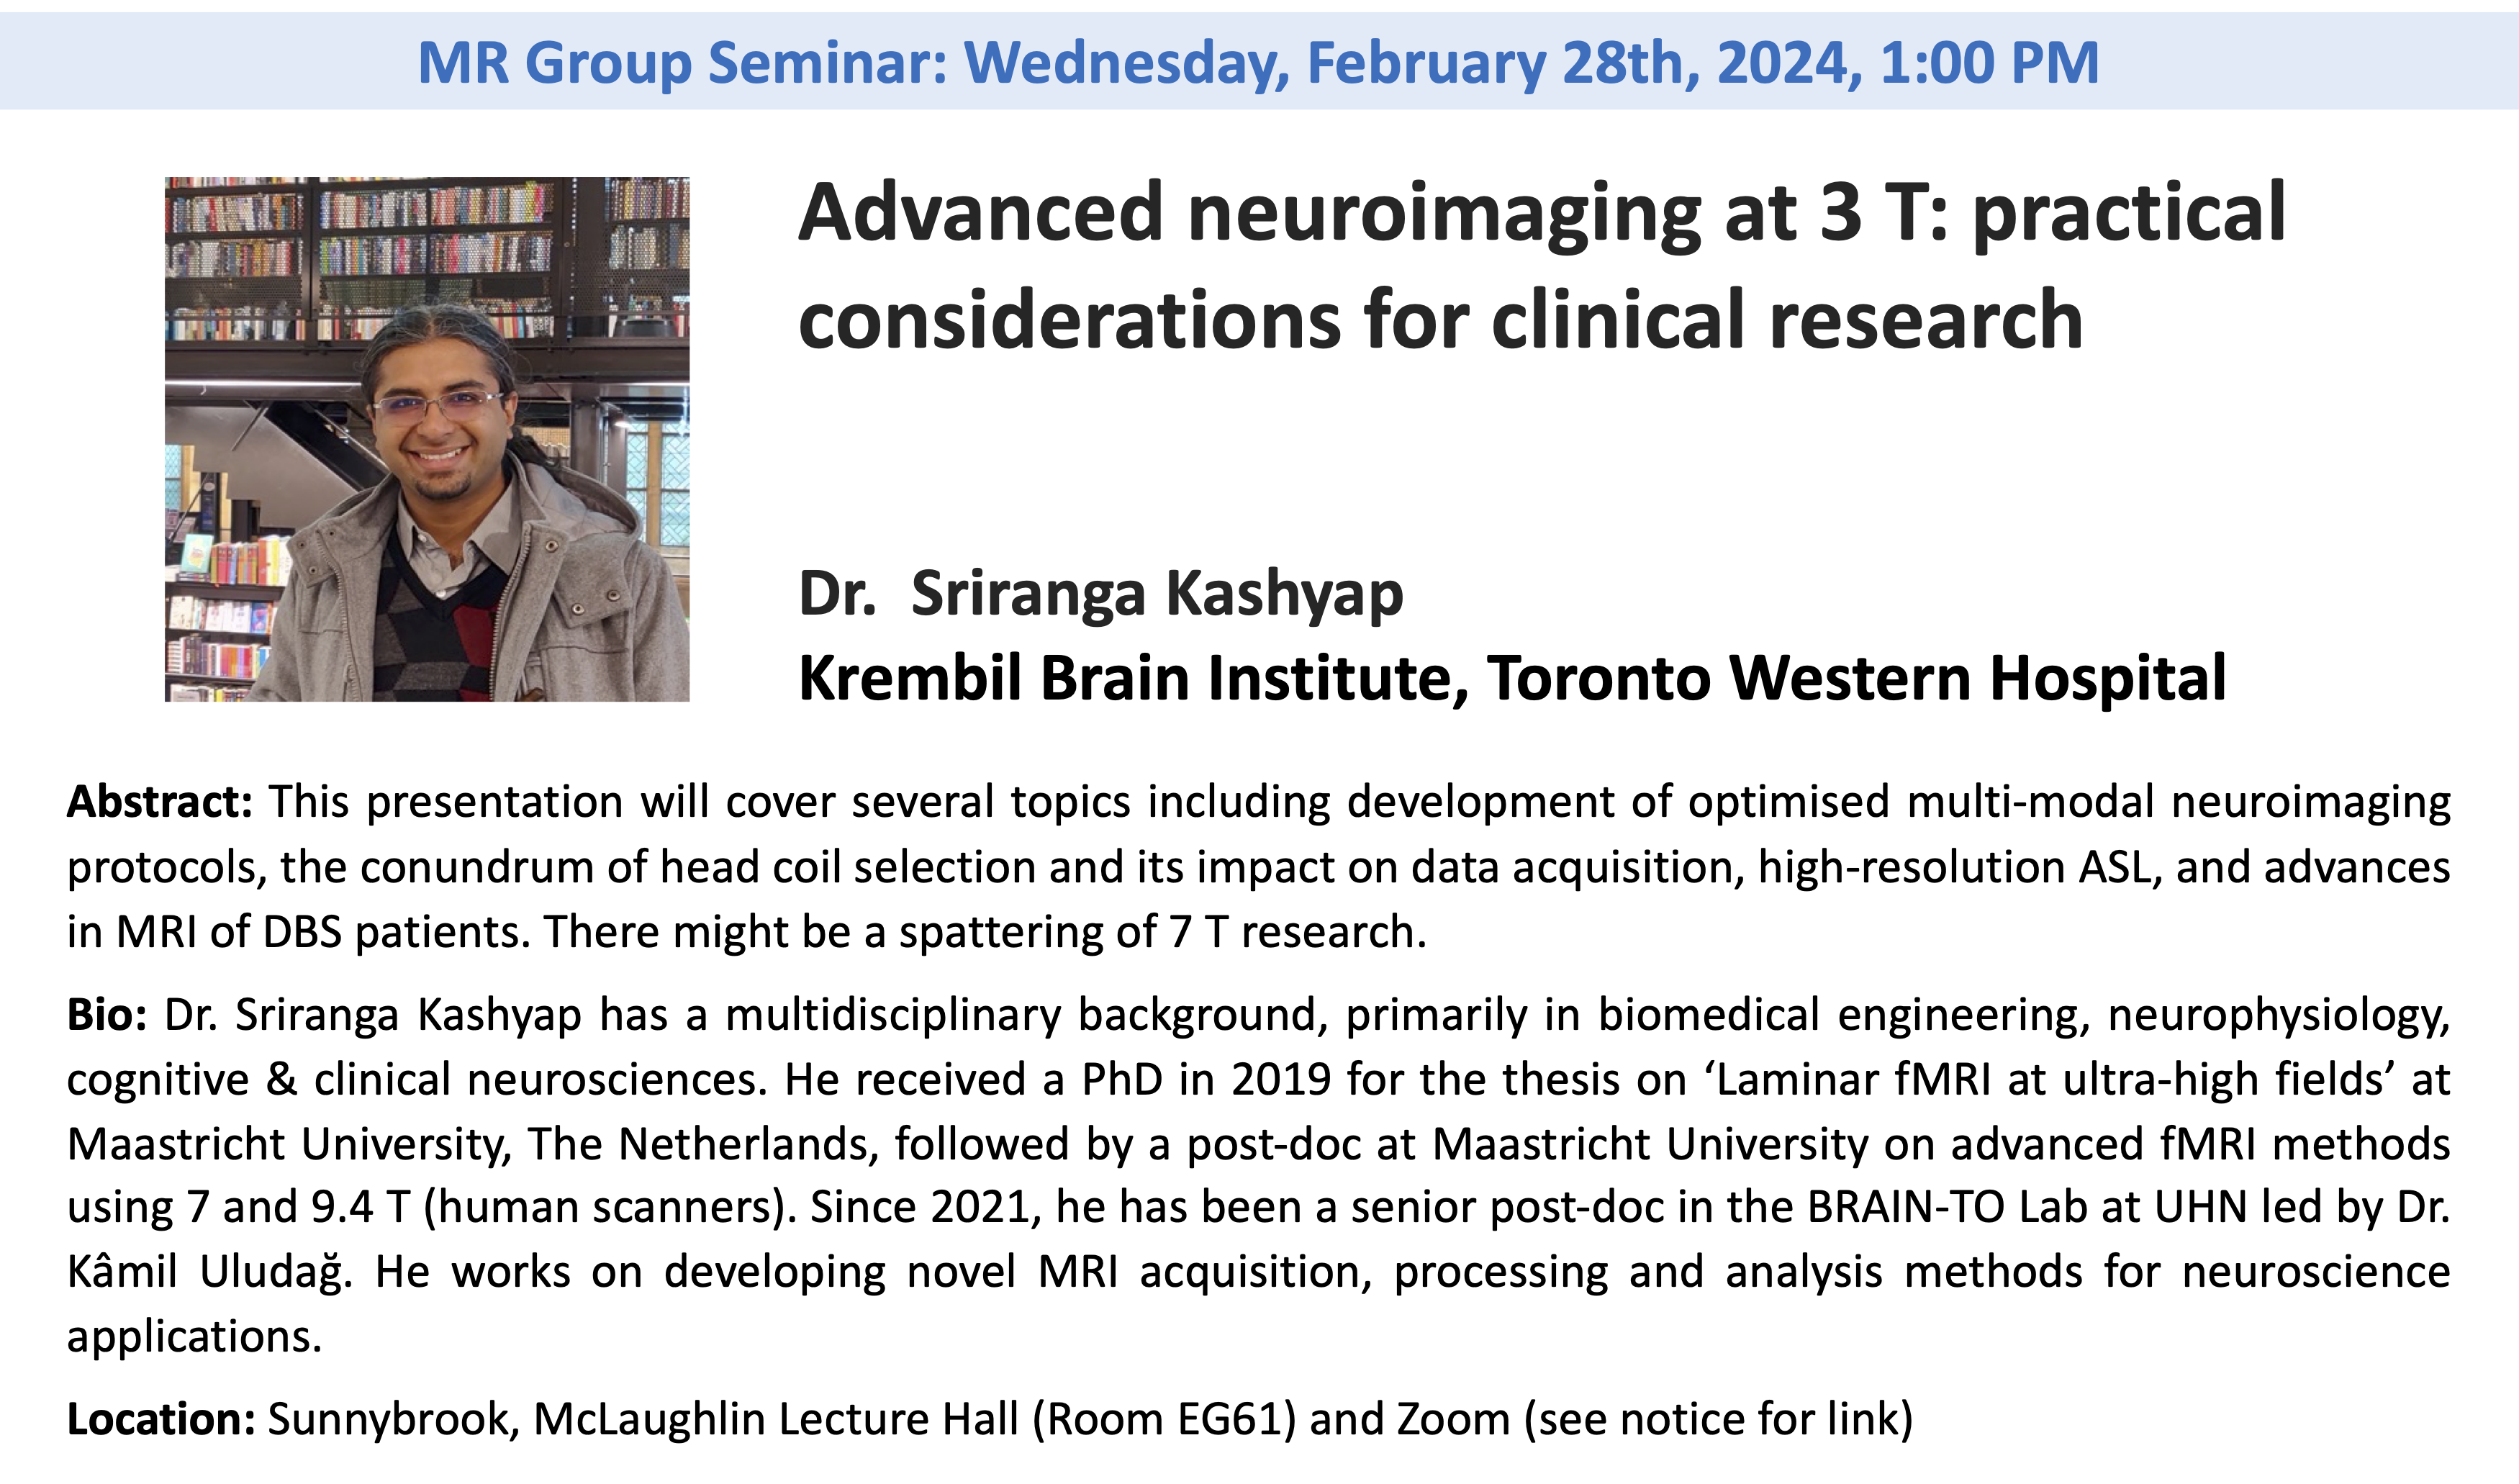 MR Group Seminar: Wednesday, February 28th, 2024, 1:00 PM
Advanced neuroimaging at 3 T: practical
considerations for clinical research
Dr.  Sriranga Kashyap
Krembil Brain Institute, Toronto Western Hospital
Abstract: This presentation will cover several topics including development of optimised multi-modal neuroimaging
protocols, the conundrum of head coil selection and its impact on data acquisition, high-resolution ASL, and advances
in MRI of DBS patients. There might be a spattering of 7 T research.
Bio: Dr. Sriranga Kashyap has a multidisciplinary background, primarily in biomedical engineering, neurophysiology,
cognitive & clinical neurosciences. He received a PhD in 2019 for the thesis on ‘Laminar fMRI at ultra-high fields’ at
Maastricht University, The Netherlands, followed by a post-doc at Maastricht University on advanced fMRI methods
using 7 and 9.4 T (human scanners). Since 2021, he has been a senior post-doc in the BRAIN-TO Lab at UHN led by Dr.
Kâmil Uludağ. He works on developing novel MRI acquisition, processing and analysis methods for neuroscience
applications.
Location: Sunnybrook, McLaughlin Lecture Hall (Room EG61) and Zoom (see notice for link)